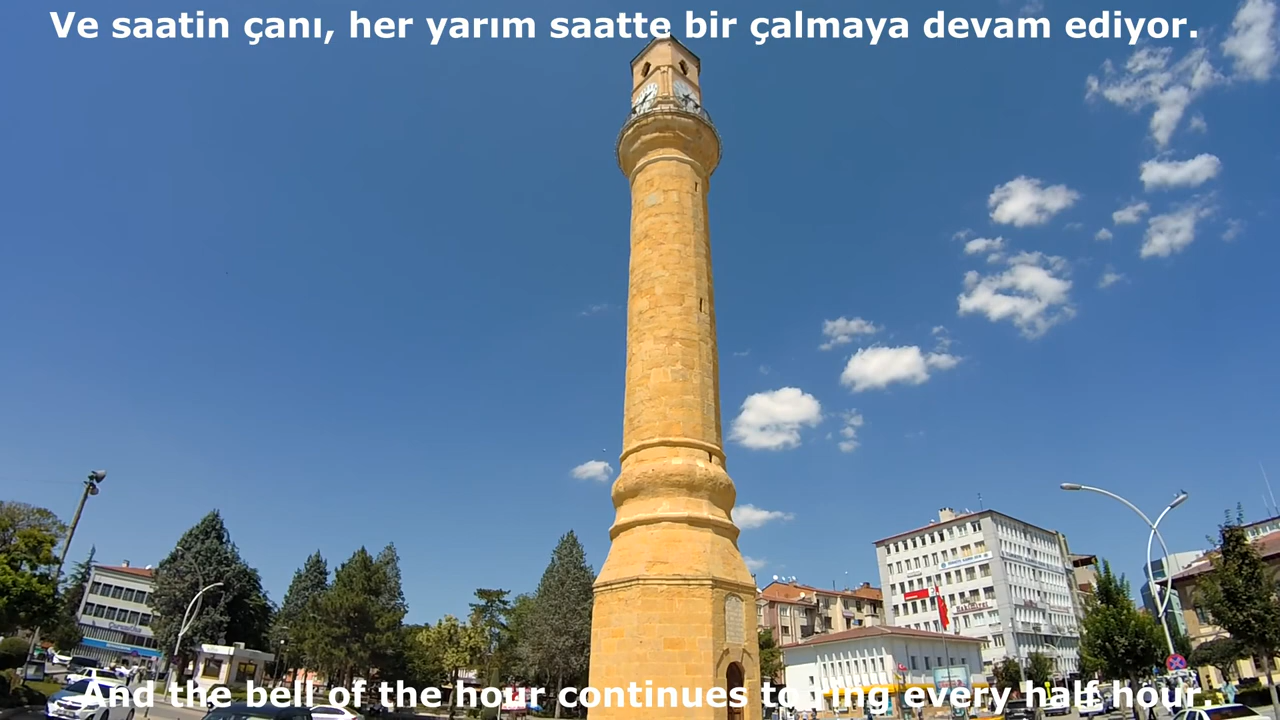 Ve saatin çanı, her yarım saatte bir çalmaya devam ediyor.
And the bell of the hour continues to ring every half hour.